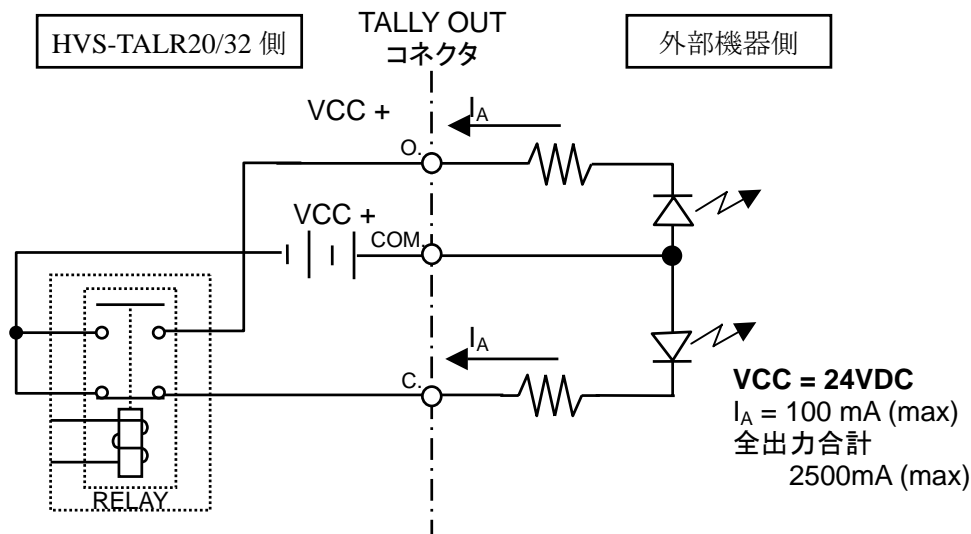 HVS-TALR20/32 側
TALLY OUT
コネクタ
外部機器側
VCC +
IA
O.
VCC +
COM.
IA
C.
RELAY
VCC = 24VDC
IA = 100 mA (max)
全出力合計
2500mA (max)